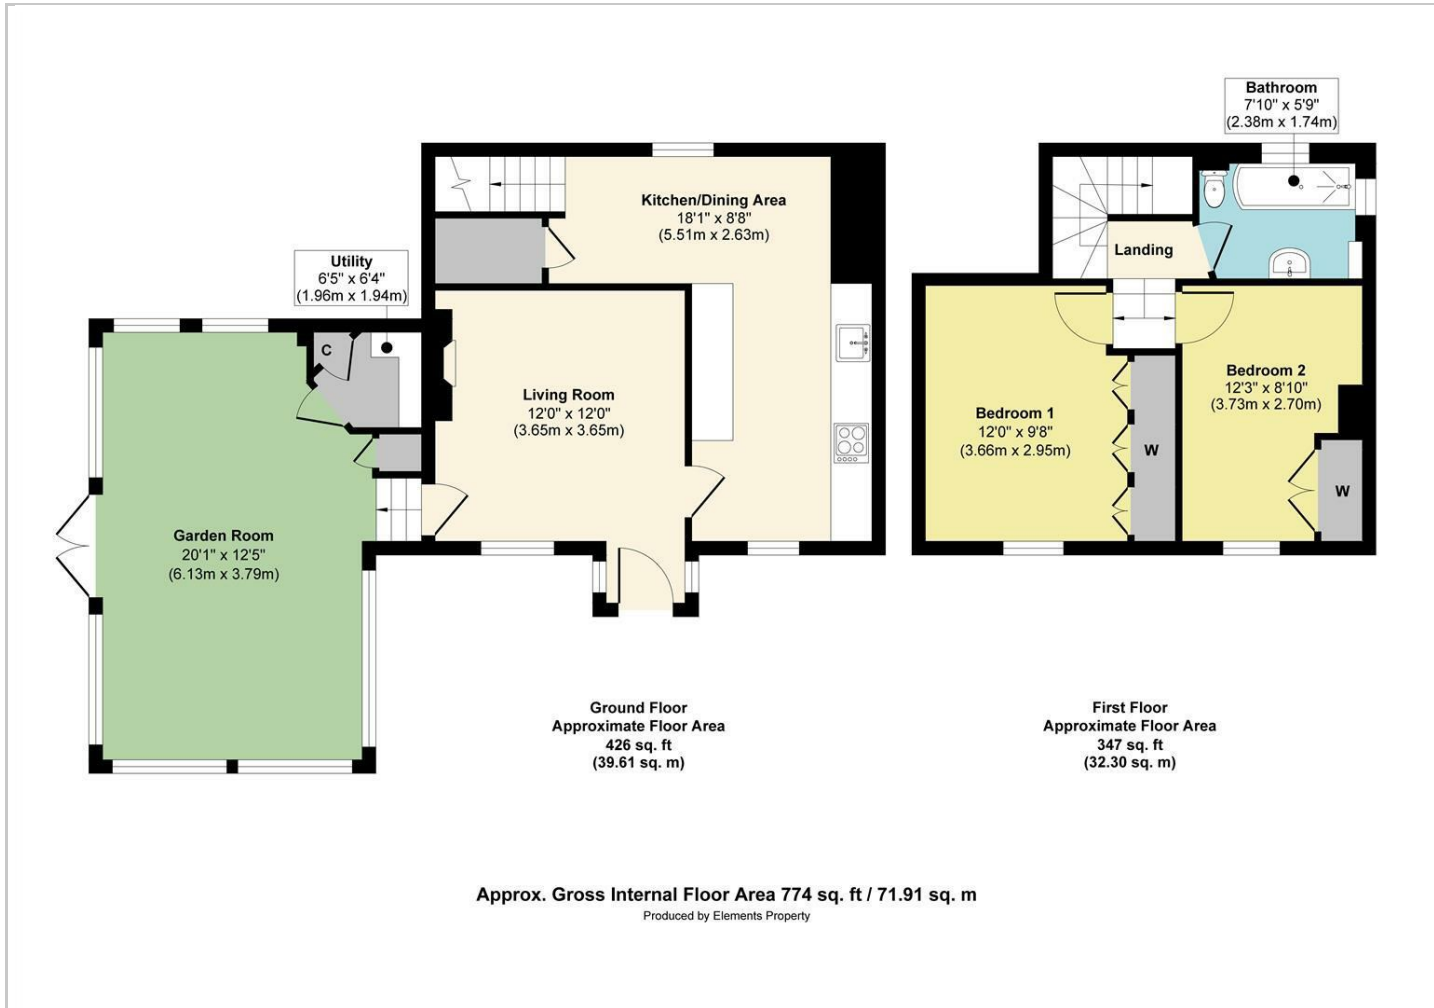 Bathroom
7'10" x 5'9"
(2.38m x 1.74m)
Kitchen/Dining Area
18'1" x 8'8"
(5.51m x 2.63m)
Landing
Utility
6'5" x 6'4"
(1.96m x 1.94m)
C
Living Room
12'0" x 12'0"
(3.65m x 3.65m)
Bedroom 1
12'0" x 9'8"
(3.66m x 2.95m)
W
Bedroom 2
12'3" x 8'10"
(3.73m x 2.70m)
W
Garden Room
20'1" x 12'5"
(6.13m x 3.79m)
Ground Floor
Approximate Floor Area
426 sq. ft
(39.61 sq. m)
First Floor
Approximate Floor Area
347 sq. ft
(32.30 sq. m)
Approx. Gross Internal Floor Area 774 sq. ft / 71.91 sq. m
Produced by Elements Property